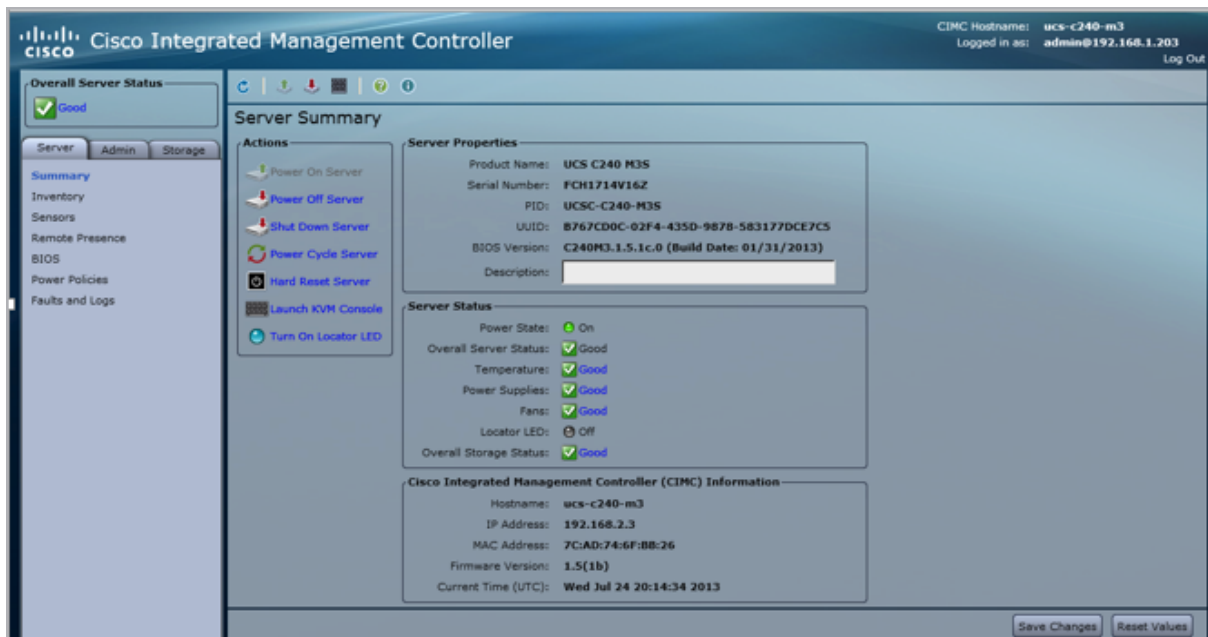 CISCO Cisco Integrated Management Controller
CIMC Hostname: ucs-c240-m3
Logged in as: admin@192.168.1.203
Log Out
Overall Server Status
Good
Server Admin Storage
Summary
Inventory
Sensors
Remote Presence
BIOS
Power Policies
Faults and Logs
Server Summary
Actions
Power On Server
Power Off Server
Shut Down Server
Power Cycle Server
Hard Reset Server
Launch KVM Console
Turn On Locator LED
Server Properties
Product Name: UCS C240 M3S
Serial Number: FCH1714V16Z
PID: UCSC-C240-M3S
UUID: B767CD0C-02F4-435D-9878-583177DCE7C5
BIOS Version: C240M3.1.5.1c.0 (Build Date: 01/31/2013)
Description:
Server Status
Power State: On
Overall Server Status: Good
Temperature: Good
Power Supplies: Good
Fans: Good
Locator LED: Off
Overall Storage Status: Good
Cisco Integrated Management Controller (CIMC) Information
Hostname: ucs-c240-m3
IP Address: 192.168.2.3
MAC Address: 7C:AD:74:6F:BB:26
Firmware Version: 1.5(1b)
Current Time (UTC): Wed Jul 24 20:14:34 2013
Save Changes Reset Values